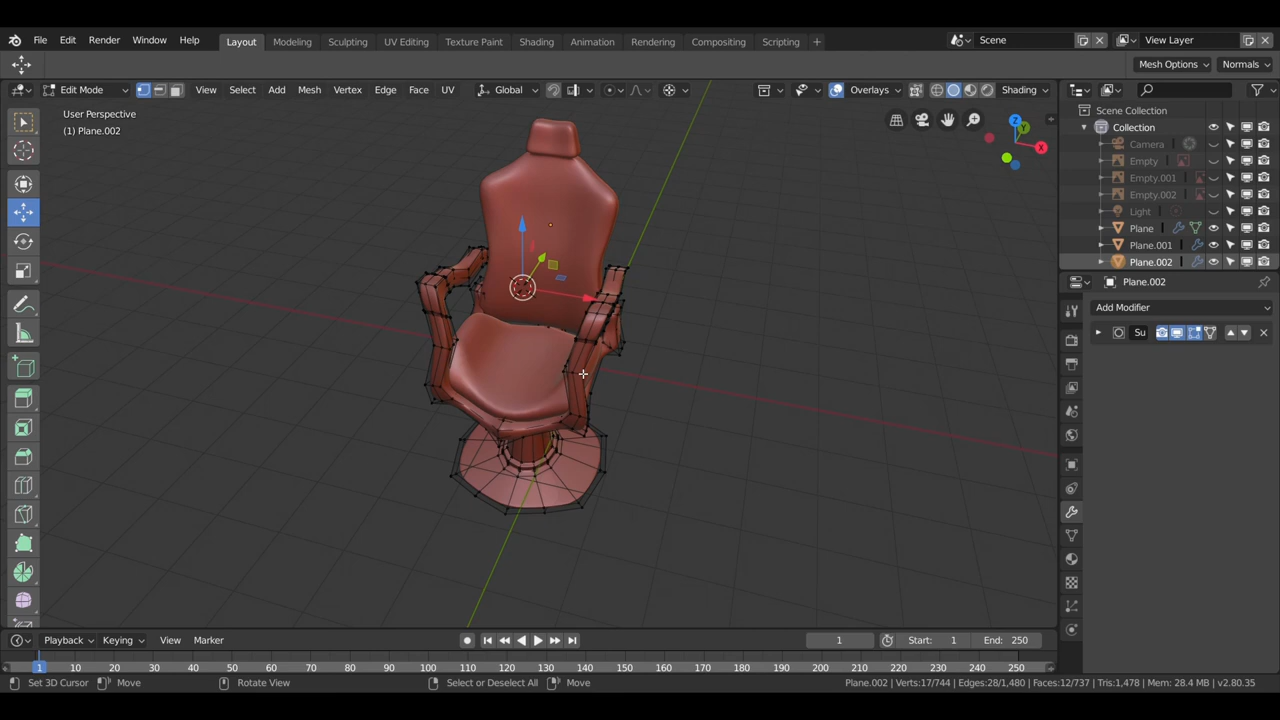 File Edit Render Window Help Layout Modeling Sculpting UV Editing Texture Paint Shading Animation Rendering Compositing Scripting + Scene View Layer
Mesh Options Normals
Edit Mode View Select Add Mesh Vertex Edge Face UV Global Overlays Shading
User Perspective
(1) Plane.002
Scene Collection
Collection
Camera
Empty
Empty.001
Empty.002
Light
Plane
Plane.001
Plane.002
Plane.002
Add Modifier
Su
Z
Y
X
Playback Keying View Marker 1 Start: 1 End: 250
1 10 20 30 40 50 60 70 80 90 100 110 120 130 140 150 160 170 180 190 200 210 220 230 240 250
Set 3D Cursor Move Rotate View Select or Deselect All Move Plane.002 | Verts:17/744 | Edges:28/1,480 | Faces:12/737 | Tris:1,478 | Mem: 28.4 MB | v2.80.35